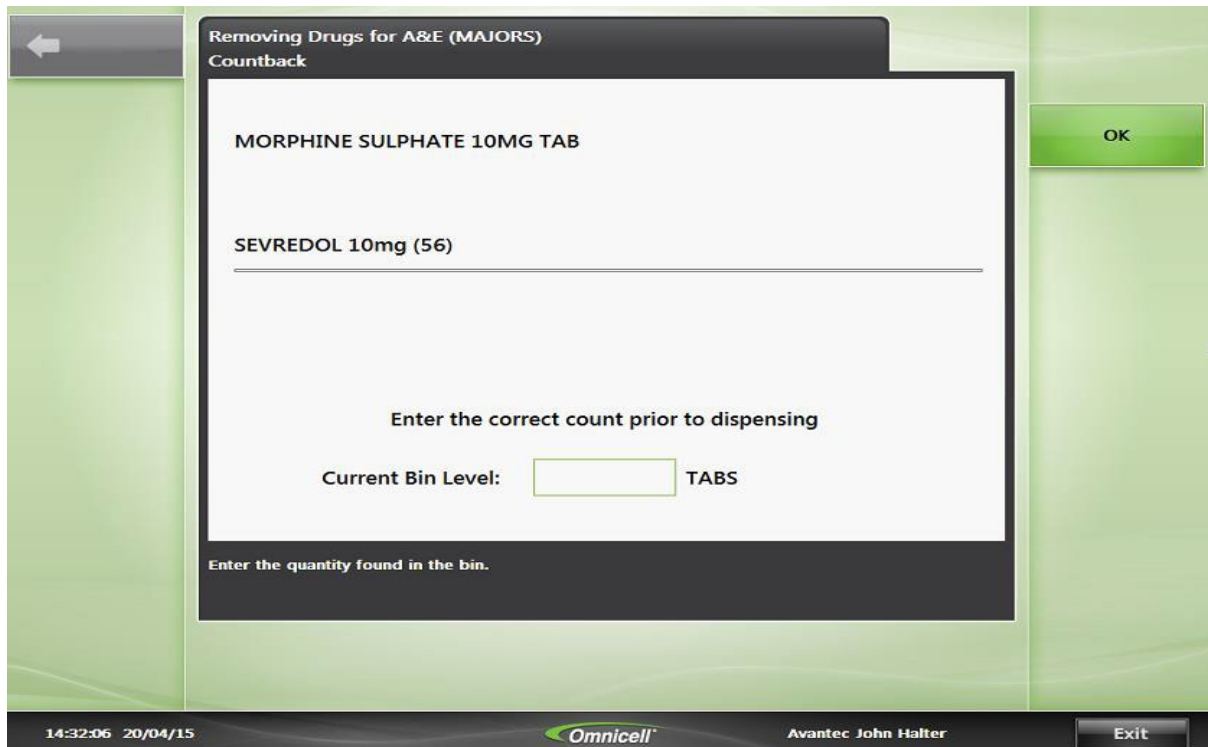 Removing Drugs for A&E (MAJORS)
Countback
MORPHINE SULPHATE 10MG TAB
OK
SEVREDOL 10mg (56)
Enter the correct count prior to dispensing
Current Bin Level: TABS
Enter the quantity found in the bin.
14:32:06 20/04/15 Omnicell Avantec John Halter Exit